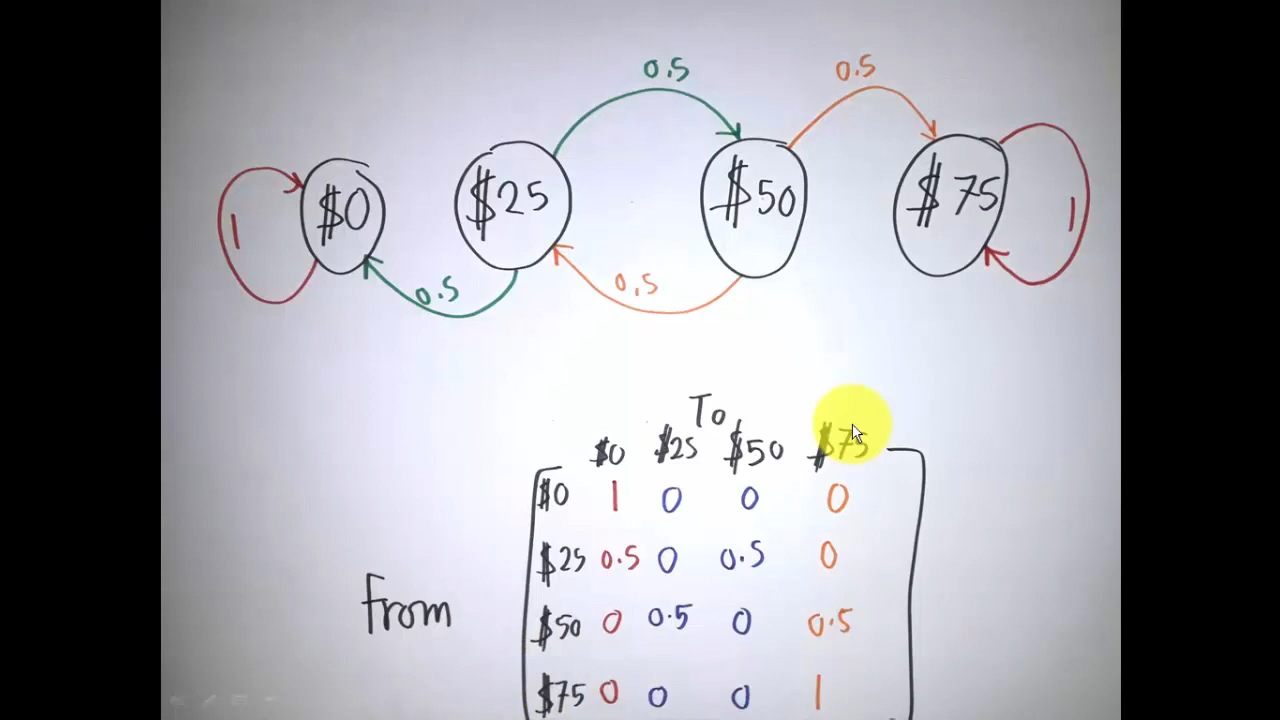 0.5 0.5
$0 $25 $50 $75
1 1
0.5 0.5
To
$0 $25 $50 $75
$0 1 0 0 0
$25 0.5 0 0.5 0
From
$50 0 0.5 0 0.5
$75 0 0 0 1